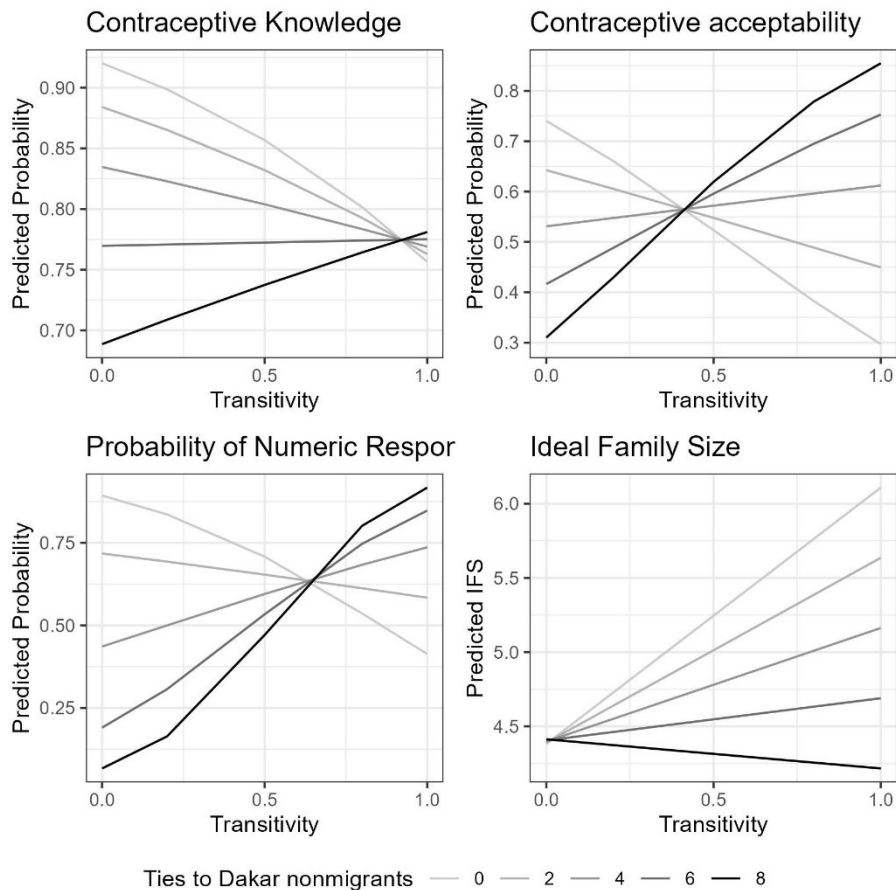 Contraceptive Knowledge
Predicted Probability
0.90
0.85
0.80
0.75
0.70
0.0 0.5 1.0
Transitivity
Contraceptive acceptability
Predicted Probability
0.8
0.7
0.6
0.5
0.4
0.3
0.0 0.5 1.0
Transitivity
Probability of Numeric Respor
Predicted Probability
0.75
0.50
0.25
0.0 0.5 1.0
Transitivity
Ideal Family Size
Predicted IFS
6.0
5.5
5.0
4.5
0.0 0.5 1.0
Transitivity
Ties to Dakar nonmigrants 0 2 4 6 8